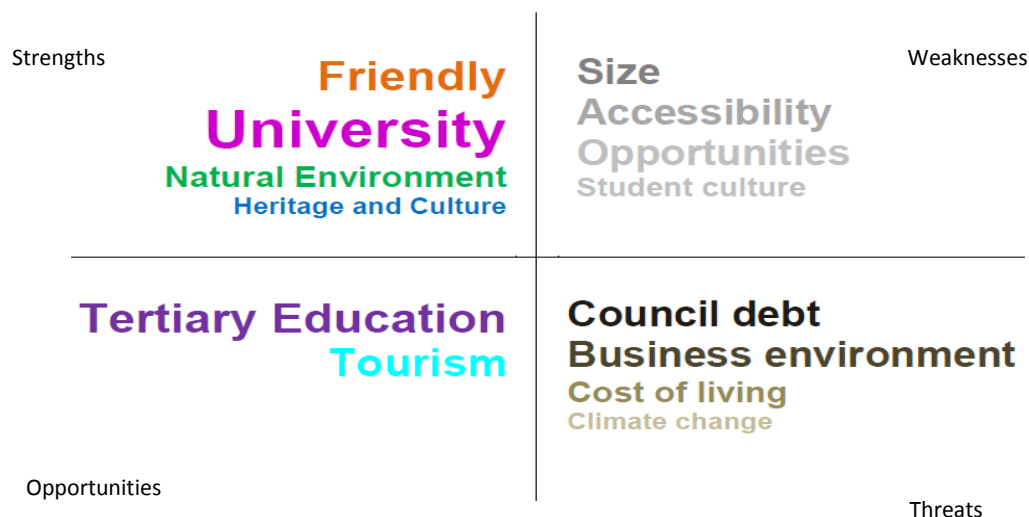 Strengths
Friendly
University
Natural Environment
Heritage and Culture
Weaknesses
Size
Accessibility
Opportunities
Student culture
Tertiary Education
Tourism
Opportunities
Council debt
Business environment
Cost of living
Climate change
Threats